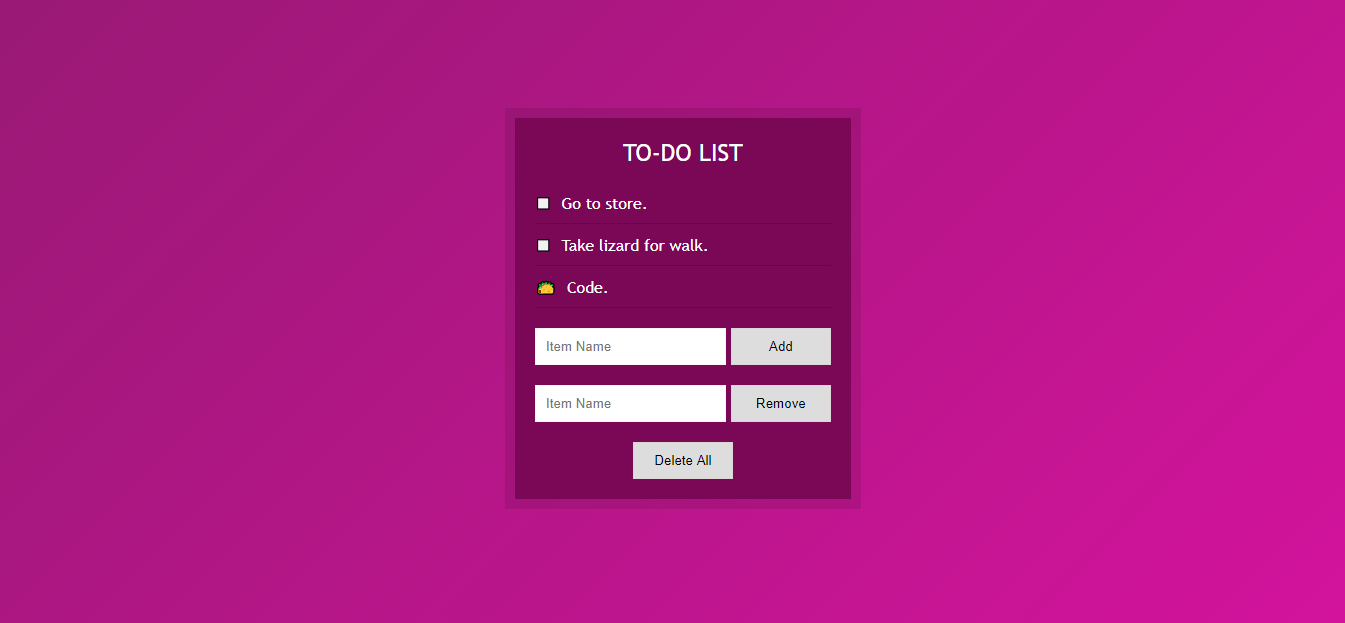 TO-DO LIST
Go to store.
Take lizard for walk.
Code.
Item Name Add
Item Name Remove
Delete All